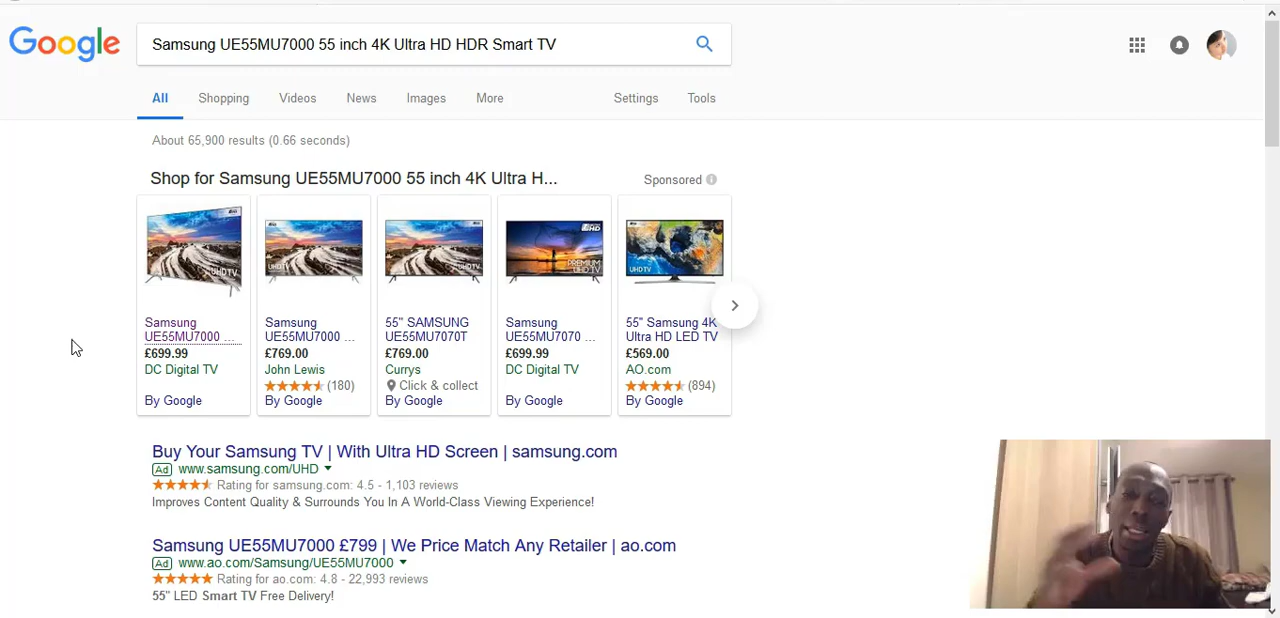 Google
Samsung UE55MU7000 55 inch 4K Ultra HD HDR Smart TV
All Shopping Videos News Images More Settings Tools
About 65,900 results (0.66 seconds)
Shop for Samsung UE55MU7000 55 inch 4K Ultra H...
Sponsored
Samsung
UE55MU7000 ...
£699.99
DC Digital TV
By Google
Samsung
UE55MU7000 ...
£769.00
John Lewis
(180)
By Google
55" SAMSUNG
UE55MU7070T
£769.00
Currys
Click & collect
By Google
PREMIUM
UHD TV
Samsung
UE55MU7070 ...
£699.99
DC Digital TV
By Google
UHD TV
55" Samsung 4K
Ultra HD LED TV
£569.00
AO.com
(894)
By Google
Buy Your Samsung TV | With Ultra HD Screen | samsung.com
Ad www.samsung.com/UHD
Rating for samsung.com: 4.5 - 1,103 reviews
Improves Content Quality & Surrounds You In A World-Class Viewing Experience!
Samsung UE55MU7000 £799 | We Price Match Any Retailer | ao.com
Ad www.ao.com/Samsung/UE55MU7000
Rating for ao.com: 4.8 - 22,993 reviews
55" LED Smart TV Free Delivery!